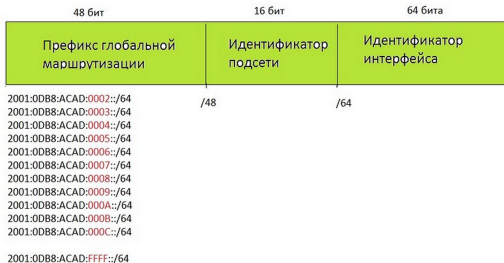 48 бит 16 бит 64 бита
Префикс глобальной маршрутизации
Идентификатор подсети
Идентификатор интерфейса
/48 /64
2001:0DB8:ACAD:0002::/64
2001:0DB8:ACAD:0003::/64
2001:0DB8:ACAD:0004::/64
2001:0DB8:ACAD:0005::/64
2001:0DB8:ACAD:0006::/64
2001:0DB8:ACAD:0007::/64
2001:0DB8:ACAD:0008::/64
2001:0DB8:ACAD:0009::/64
2001:0DB8:ACAD:000A::/64
2001:0DB8:ACAD:000B::/64
2001:0DB8:ACAD:000C::/64
2001:0DB8:ACAD:FFFF::/64